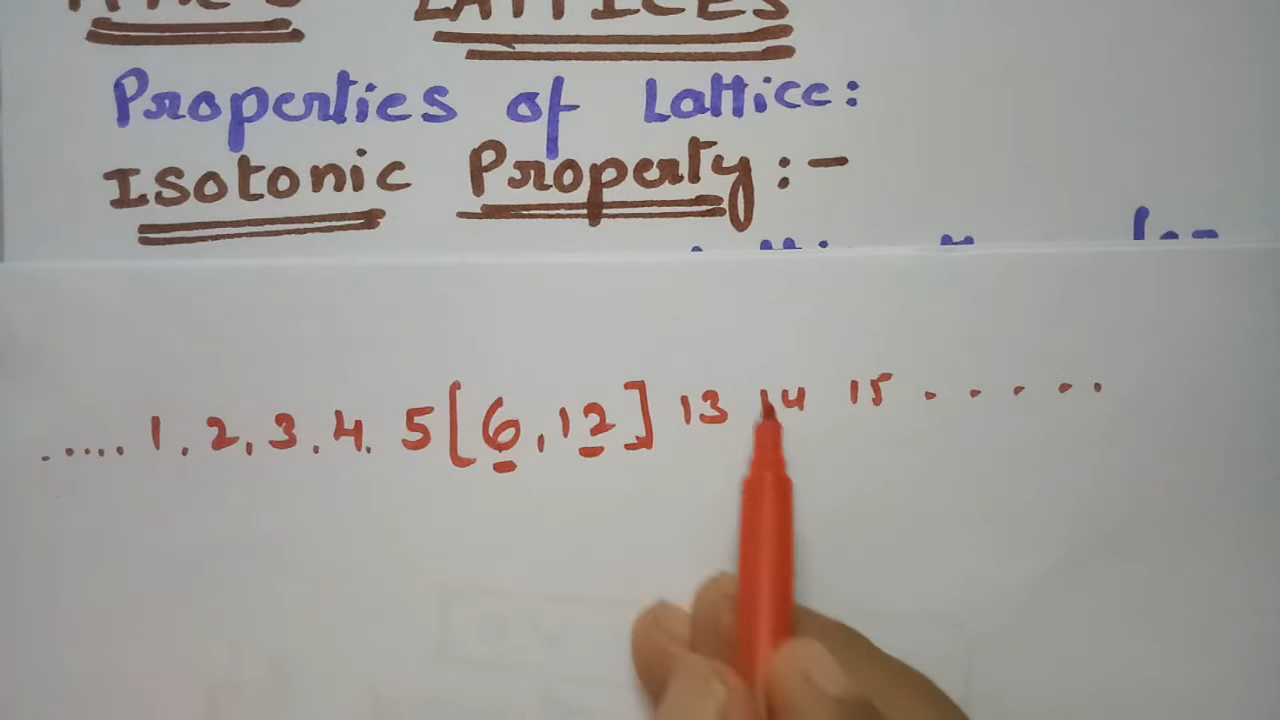 LATTICES
Properties of Lattice:
Isotonic Property:-
..... 1, 2, 3, 4. 5 [6, 12] 13 14 15 . . . . .